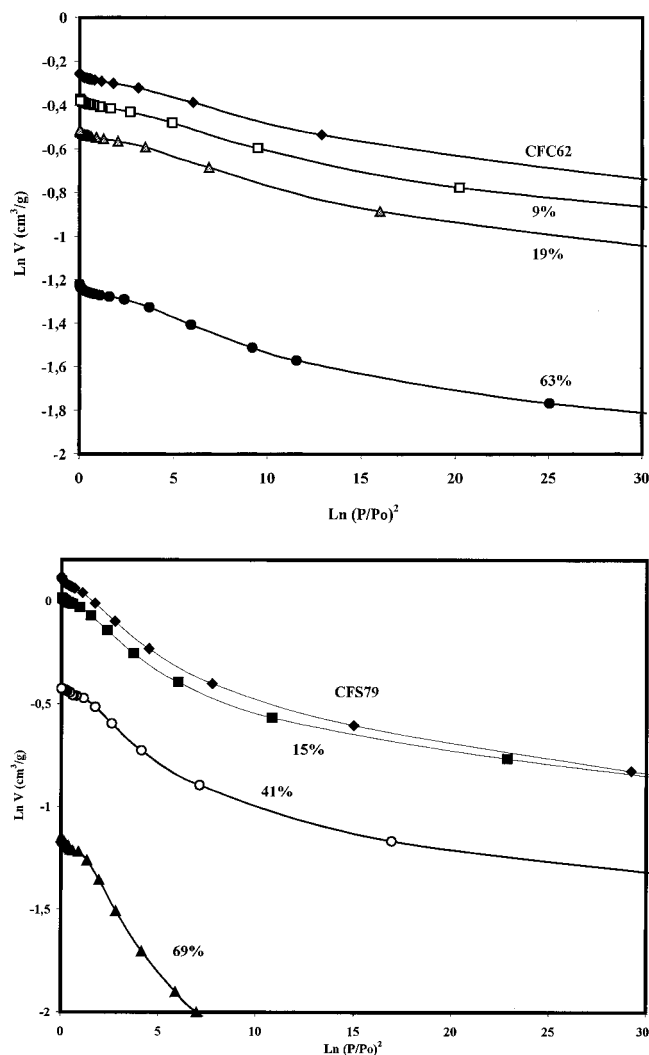 0
-0,2
-0,4
-0,6
-0,8
-1
-1,2
-1,4
-1,6
-1,8
-2
Ln V (cm³/g)
CFC62
9%
19%
63%
0 5 10 15 20 25 30
Ln (P/Po)²
0
-0,5
-1
-1,5
-2
Ln V (cm³/g)
CFS79
15%
41%
69%
0 5 10 15 20 25 30
Ln (P/Po)²